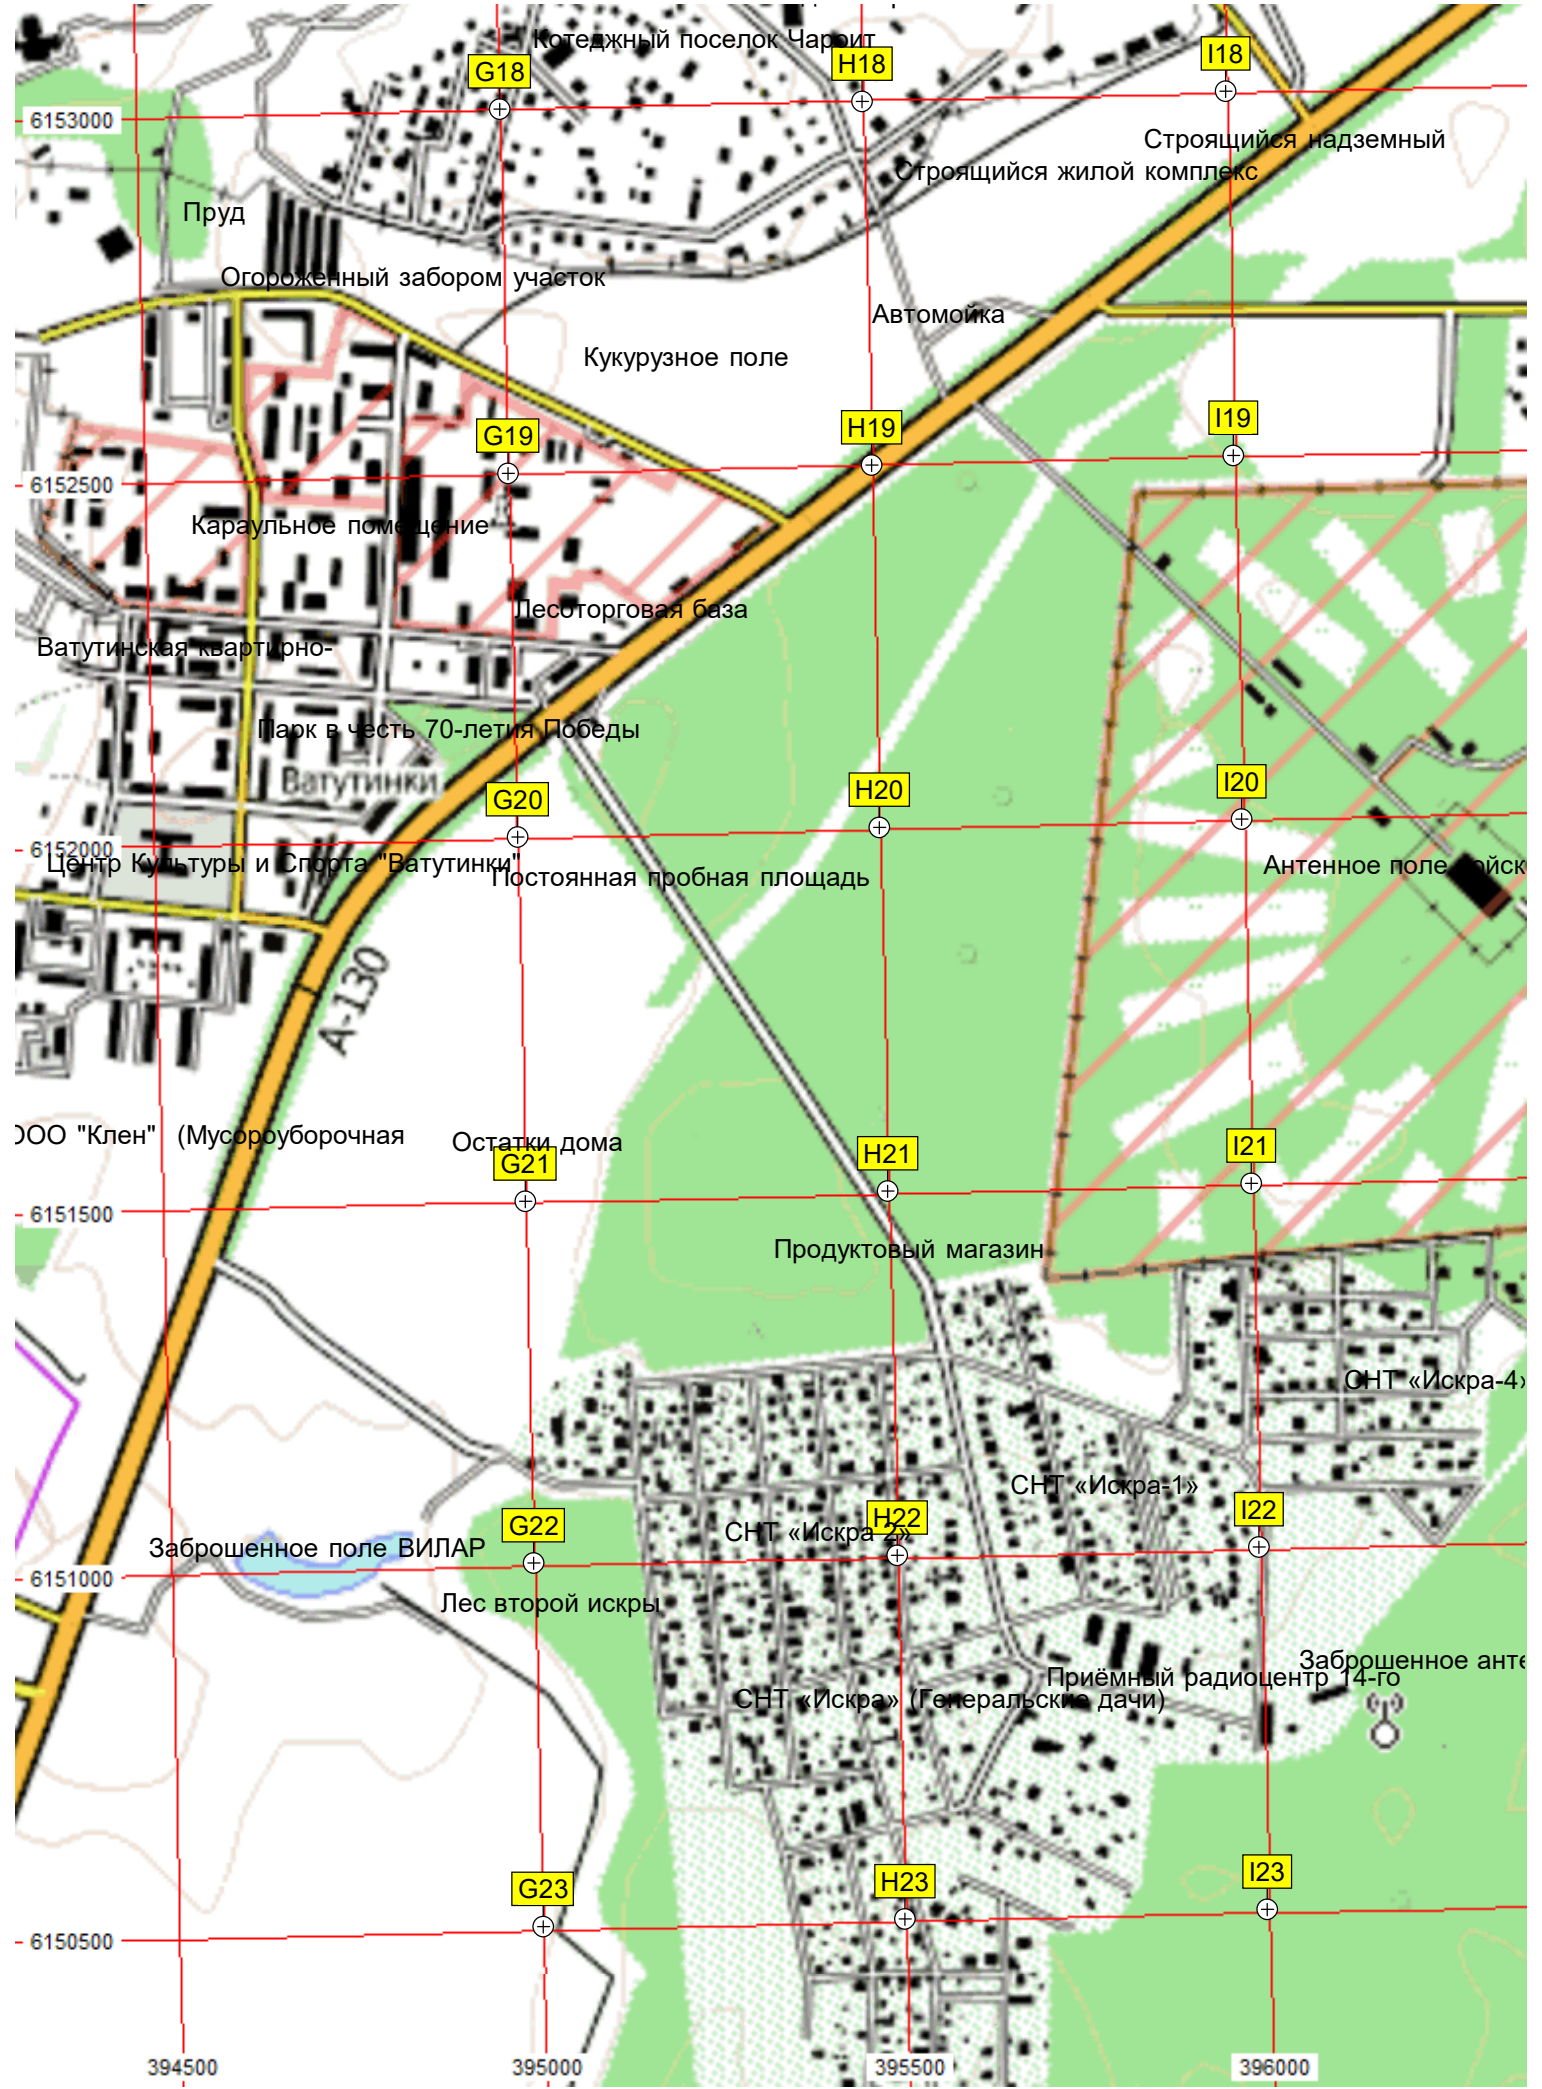 Котеджный поселок Чароит
G18
H18
I18
6153000
Строящийся надземный
Строящийся жилой комплекс
Пруд
Огороженный забором участок
Автомойка
Кукурузное поле
G19
H19
I19
6152500
Караульное помещение
Лесоторговая база
Ватутинская квартирно-
Парк в честь 70-летия Победы
Ватутинки
G20
H20
I20
6152000
Центр Культуры и Спорта "Ватутинки"
Постоянная пробная площадь
Антенное поле войск
А-130
ООО "Клен" (Мусороуборочная
Остатки дома
G21
H21
I21
6151500
Продуктовый магазин
СНТ «Искра-4»
СНТ «Искра-1»
G22
H22
I22
СНТ «Искра 2»
Заброшенное поле ВИЛАР
6151000
Лес второй искры
Заброшенное анте
Приёмный радиоцентр 14-го
СНТ «Искра» (Генеральские дачи)
G23
H23
I23
6150500
394500
395000
395500
396000